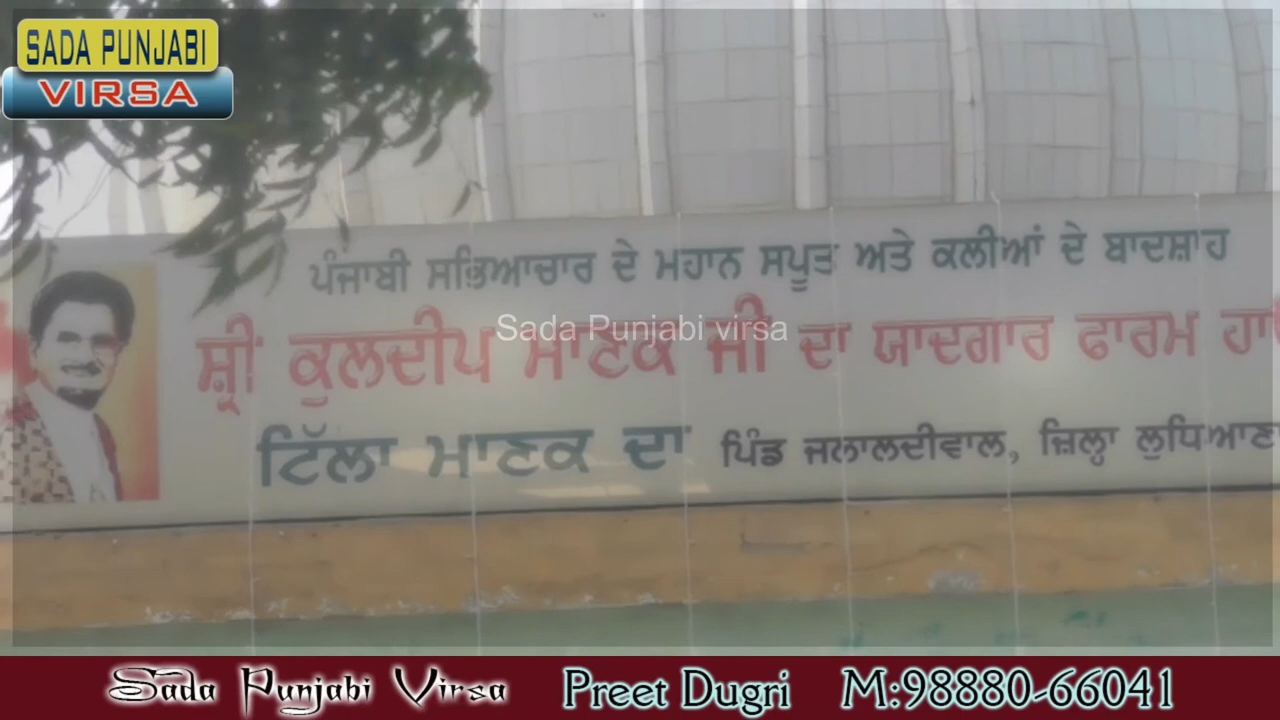 SADA PUNJABI
VIRSA
ਪੰਜਾਬੀ ਸਭਿਆਚਾਰ ਦੇ ਮਹਾਨ ਸਪੂਤ ਅਤੇ ਕਲੀਆਂ ਦੇ ਬਾਦਸ਼ਾਹ
ਸ਼੍ਰੀ ਕੁਲਦੀਪ ਮਾਣਕ ਜੀ ਦਾ ਯਾਦਗਾਰ ਫਾਰਮ
Sada Punjabi virsa
ਟਿੱਲਾ ਮਾਣਕ ਦਾ ਪਿੰਡ ਜਲਾਲਦੀਵਾਲ, ਜ਼ਿਲ੍ਹਾ ਲੁਧਿਆਣਾ
Sada Punjabi Virsa Preet Dugri M:98880-66041